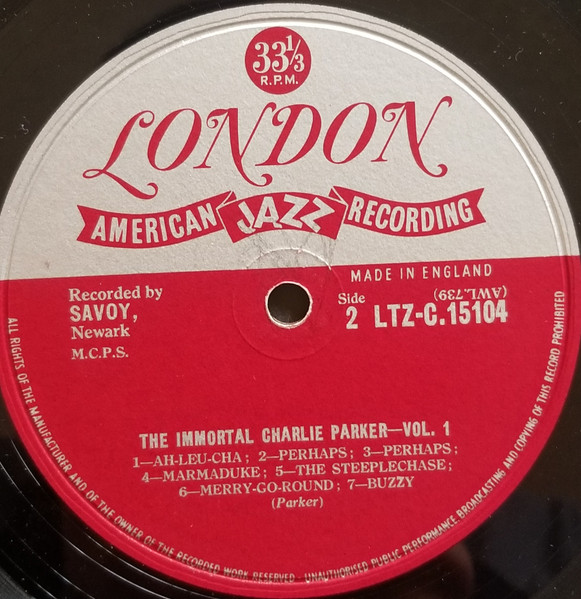 33⅓
R.P.M.
LONDON
AMERICAN JAZZ RECORDING
MADE IN ENGLAND
Recorded by
SAVOY,
Newark
M.C.P.S.
(AWL.739)
Side
2 LTZ-C.15104
THE IMMORTAL CHARLIE PARKER—VOL. 1
1—AH-LEU-CHA; 2—PERHAPS; 3—PERHAPS;
4—MARMADUKE; 5—THE STEEPLECHASE;
6—MERRY-GO-ROUND; 7—BUZZY
(Parker)
ALL RIGHTS OF THE MANUFACTURER AND OF THE OWNER OF THE RECORDED WORK RESERVED UNAUTHORISED PUBLIC PERFORMANCE BROADCASTING AND COPYING OF THIS RECORD PROHIBITED